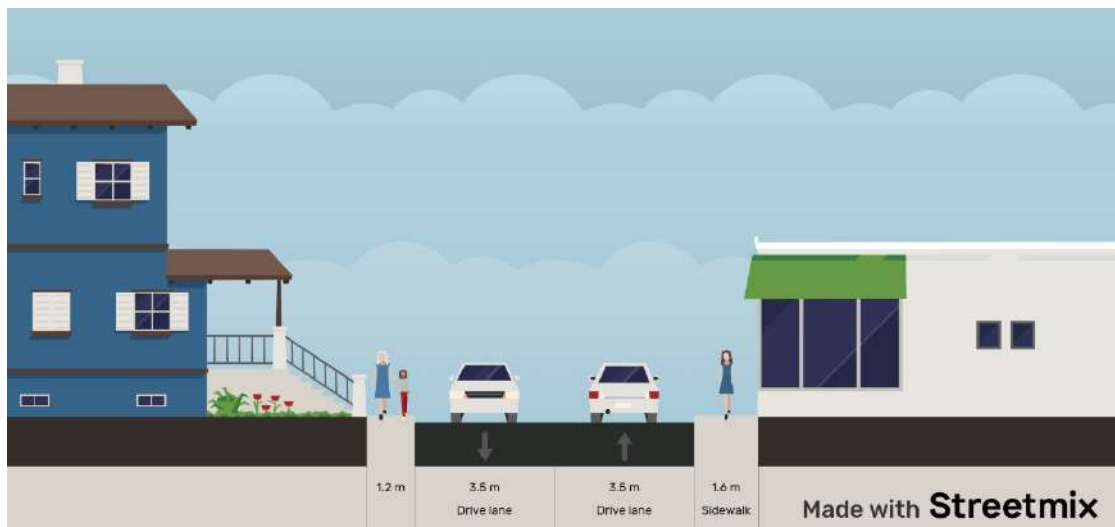 1.2 m
3.5 m
Drive lane
3.5 m
Drive lane
1.6 m
Sidewalk
Made with Streetmix